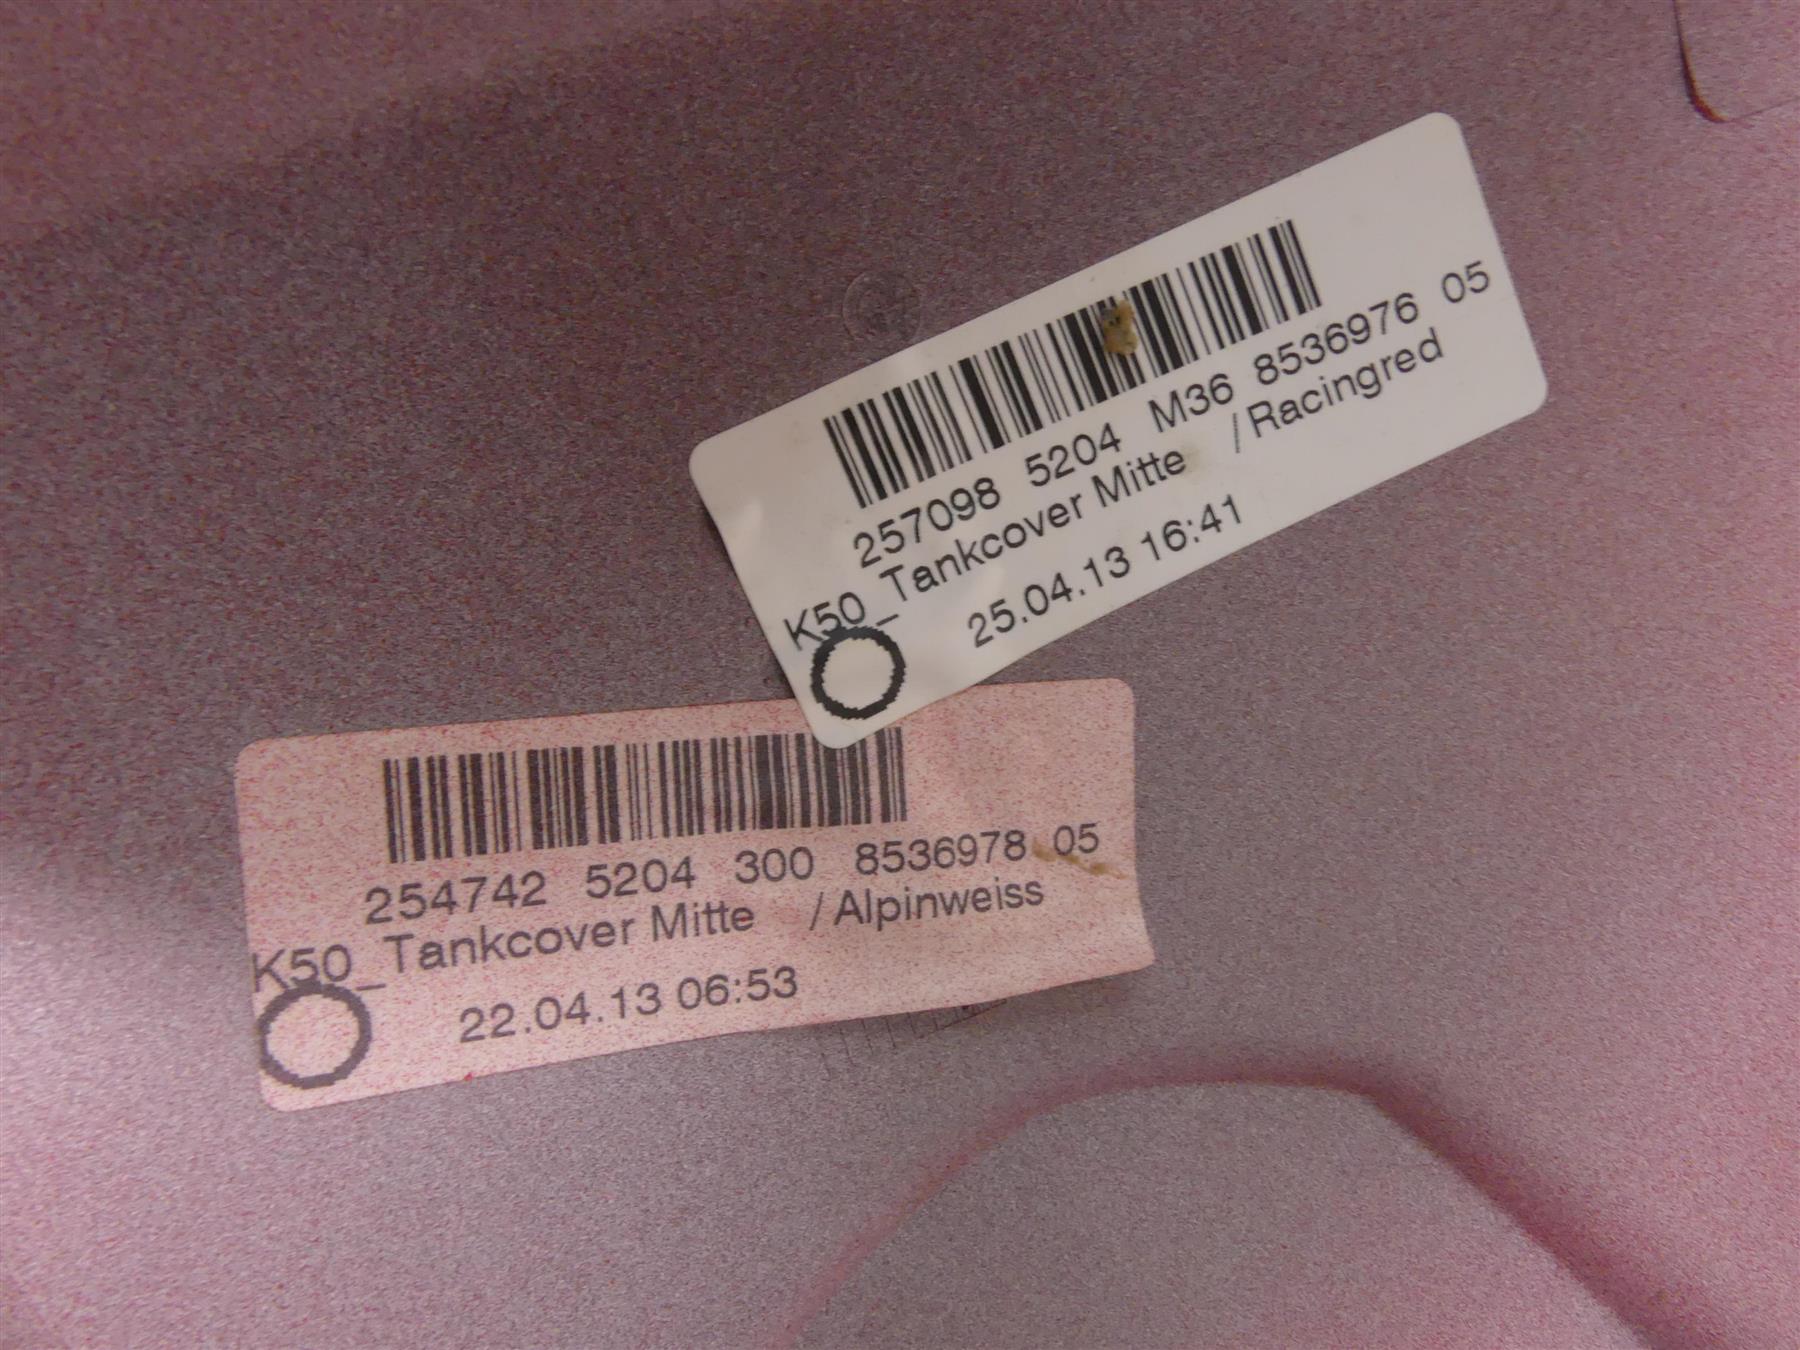 257098 5204 M36 8536976 05
K50_Tankcover Mitte /Racingred
25.04.13 16:41
254742 5204 300 8536978 05
K50_Tankcover Mitte /Alpinweiss
22.04.13 06:53